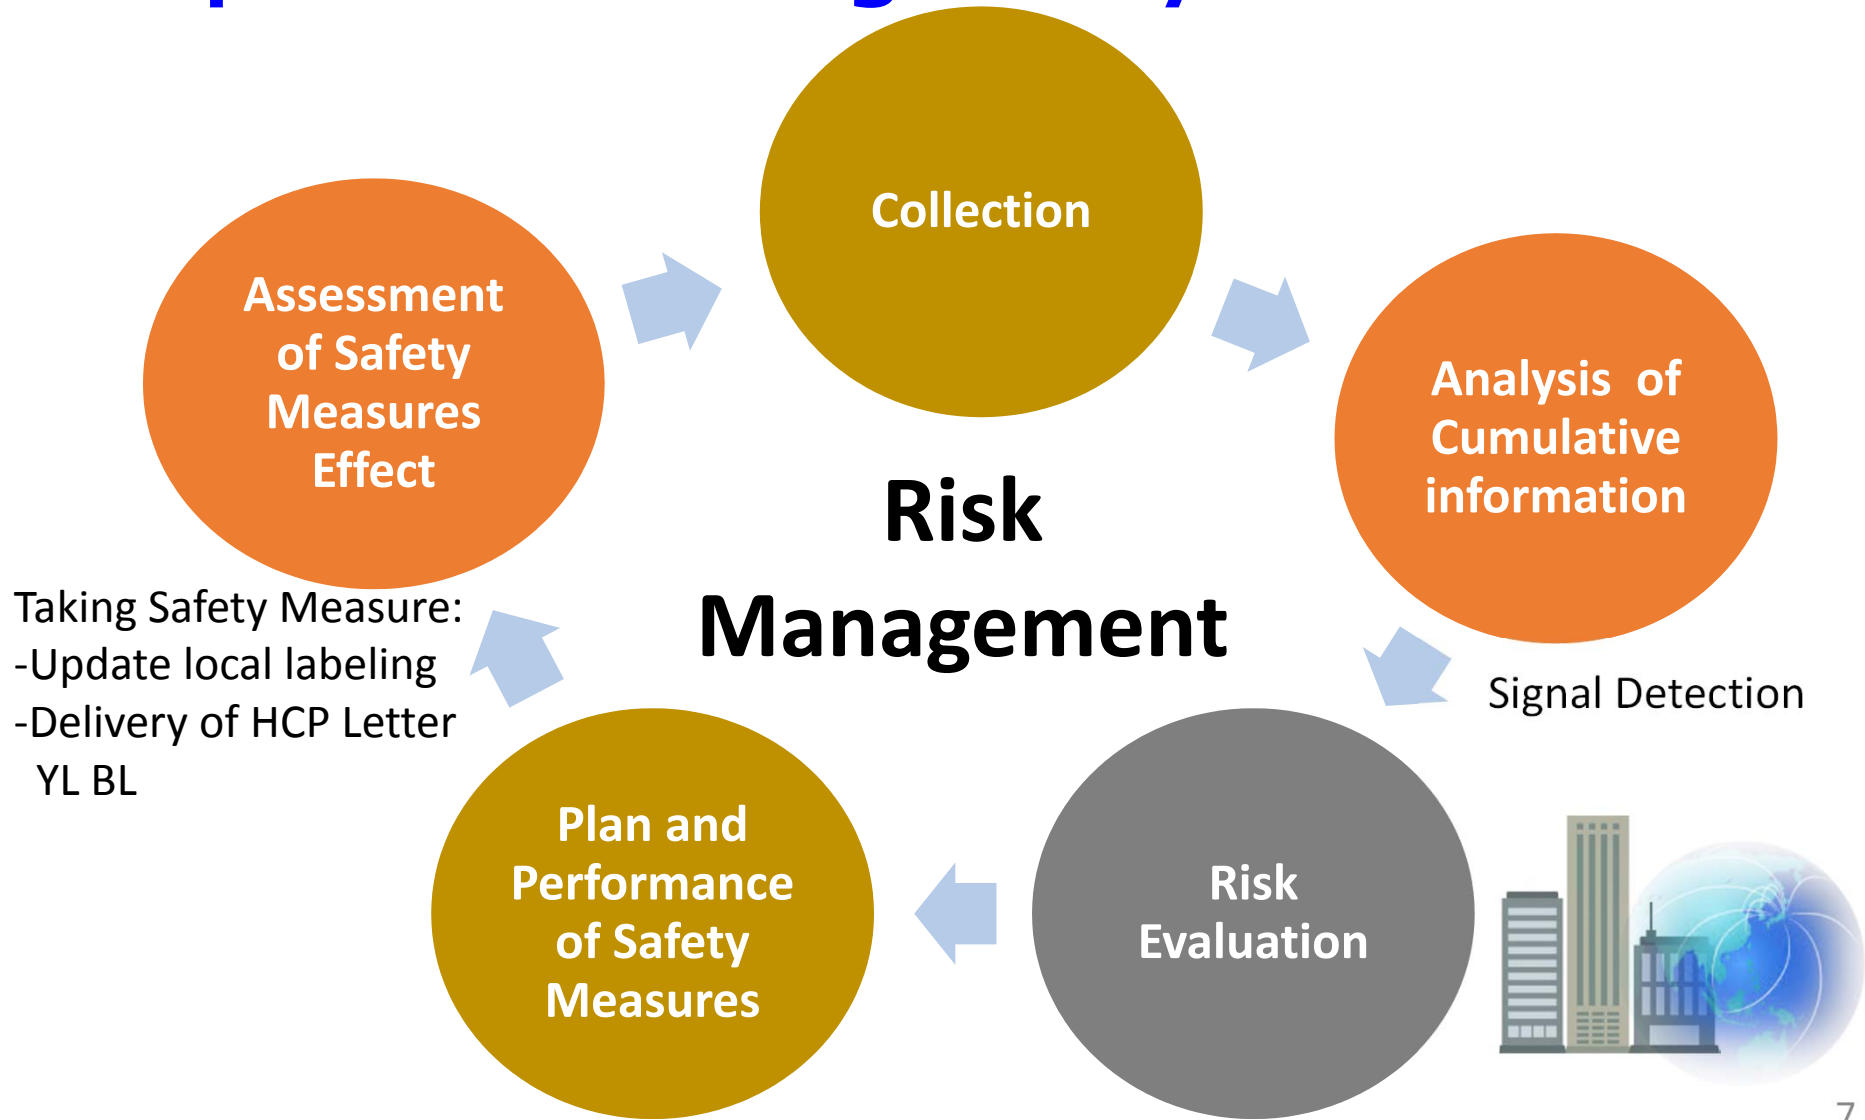 Collection
Assessment
of Safety
Measures
Effect
Analysis  of
Cumulative
information
Risk
Management
Taking Safety Measure:
-Update local labeling
-Delivery of HCP Letter
YL BL
Signal Detection
Plan and
Performance
of Safety
Measures
Risk
Evaluation
7